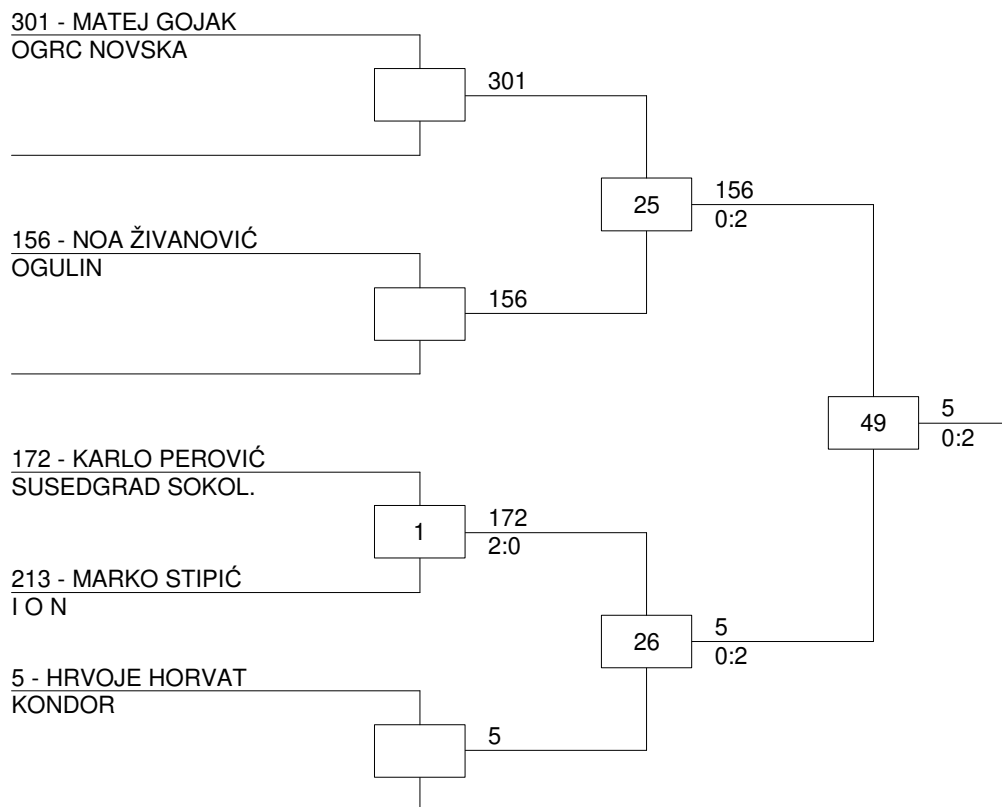 301 - MATEJ GOJAK
OGRC NOVSKA
301
25
156
0:2
156 - NOA ŽIVANOVIĆ
OGULIN
156
49
5
0:2
172 - KARLO PEROVIĆ
SUSEDGRAD SOKOL.
1
172
2:0
213 - MARKO STIPIĆ
I O N
26
5
0:2
5 - HRVOJE HORVAT
KONDOR
5